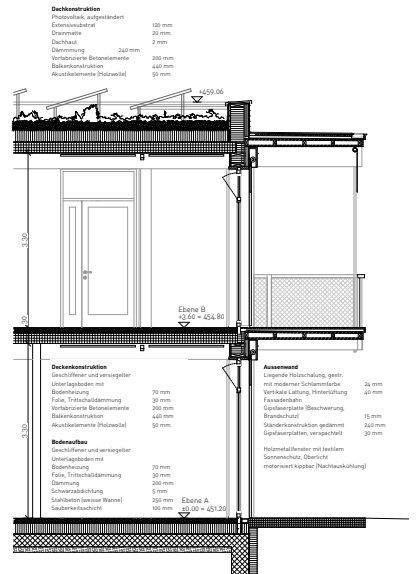 Dachkonstruktion
Photovoltaik, aufgeständert
Extensivsubstrat 120 mm
Drainmatte 20 mm
Dachhaut 2 mm
Dämmmung 240 mm
Vorfabrizierte Betonelemente 200 mm
Balkenkonstruktion 440 mm
Akustikelemente (Holzwolle) 50 mm
+459.06
3.30
30
Ebene B
+3.60 = 454.80
Deckenkonstruktion
Geschliffener und versiegelter
Unterlagsboden mit
Bodenheizung 70 mm
Folie, Trittschalldämmung 30 mm
Vorfabrizierte Betonelemente 200 mm
Balkenkonstruktion 440 mm
Akustikelemente (Holzwolle) 50 mm
Aussenwand
Liegende Holzschalung, gestr.
mit moderner Schlammfarbe 24 mm
Vertikale Lattung, Hinterlüftung 40 mm
Fassadenbahn
Gipsfaserplatte (Beschwerung,
Brandschutz) 15 mm
Ständerkonstruktion gedämmt 240 mm
Gipsfaserplatten, verspachtelt 30 mm
Holzmetallfenster mit textilem
Sonnenschutz, Oberlicht
motorisiert kippbar (Nachtauskühlung)
3.30
Bodenaufbau
Geschliffener und versiegelter
Unterlagsboden mit
Bodenheizung 70 mm
Folie, Trittschalldämmung 30 mm
Dämmung 200 mm
Schwarzabdichtung 5 mm
Stahlbeton (weisse Wanne) 250 mm
Sauberkeitsschicht 100 mm
Ebene A
±0.00 = 451.20